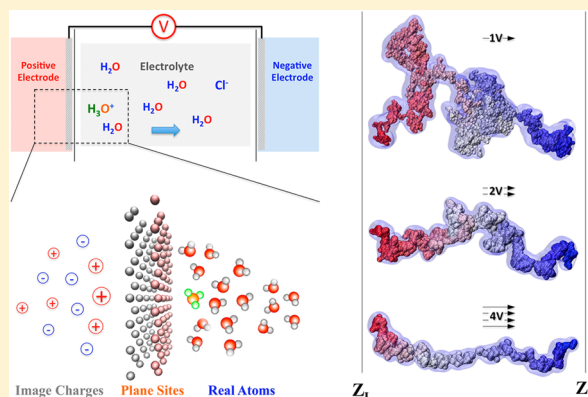 V
Positive
Electrode
H₂O
Electrolyte
H₂O
Cl⁻
Negative
Electrode
H₃O⁺
H₂O
H₂O
H₂O
1V
2V
4V
- + - + - + + + - - + -
Image Charges
Plane Sites
Real Atoms
Z
Z